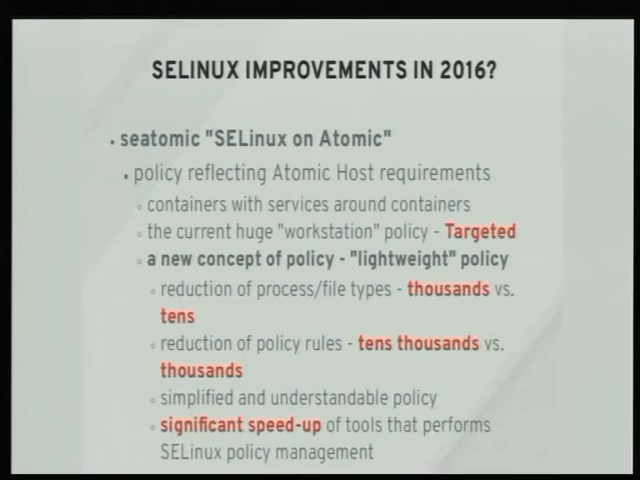 SELINUX IMPROVEMENTS IN 2016?
• seatomic "SELinux on Atomic"
• policy reflecting Atomic Host requirements
◦ containers with services around containers
◦ the current huge "workstation" policy - Targeted
◦ a new concept of policy - "lightweight" policy
◦ reduction of process/file types - thousands vs.
tens
◦ reduction of policy rules - tens thousands vs.
thousands
◦ simplified and understandable policy
◦ significant speed-up of tools that performs
SELinux policy management